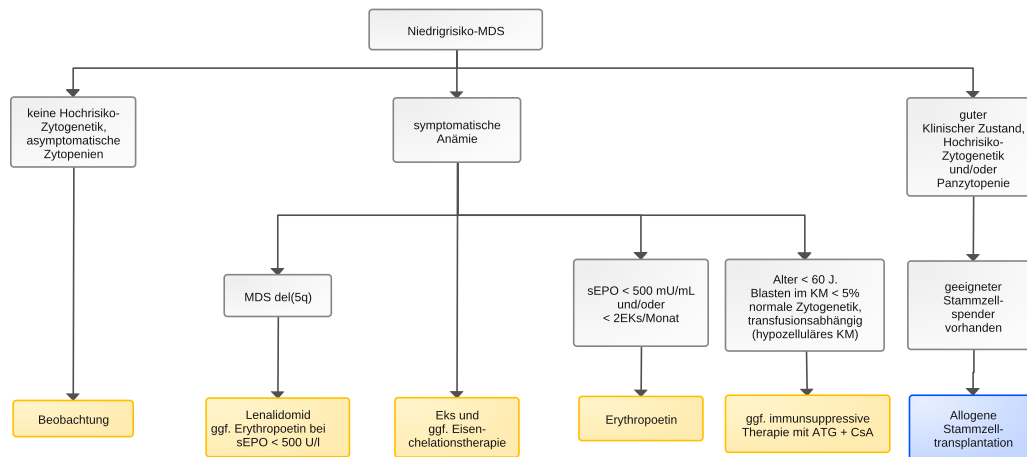 Niedrigrisiko-MDS
keine Hochrisiko-
Zytogenetik,
asymptomatische
Zytopenien
symptomatische
Anämie
guter
Klinischer Zustand,
Hochrisiko-
Zytogenetik
und/oder
Panzytopenie
MDS del(5q)
sEPO < 500 mU/mL
und/oder
< 2EKs/Monat
Alter < 60 J.
Blasten im KM < 5%
normale Zytogenetik,
transfusionsabhängig
(hypozelluläres KM)
geeigneter
Stammzell-
spender
vorhanden
Beobachtung
Lenalidomid
ggf. Erythropoetin bei
sEPO < 500 U/l
Eks und
ggf. Eisen-
chelationstherapie
Erythropoetin
ggf. immunsuppressive
Therapie mit ATG + CsA
Allogene
Stammzell-
transplantation